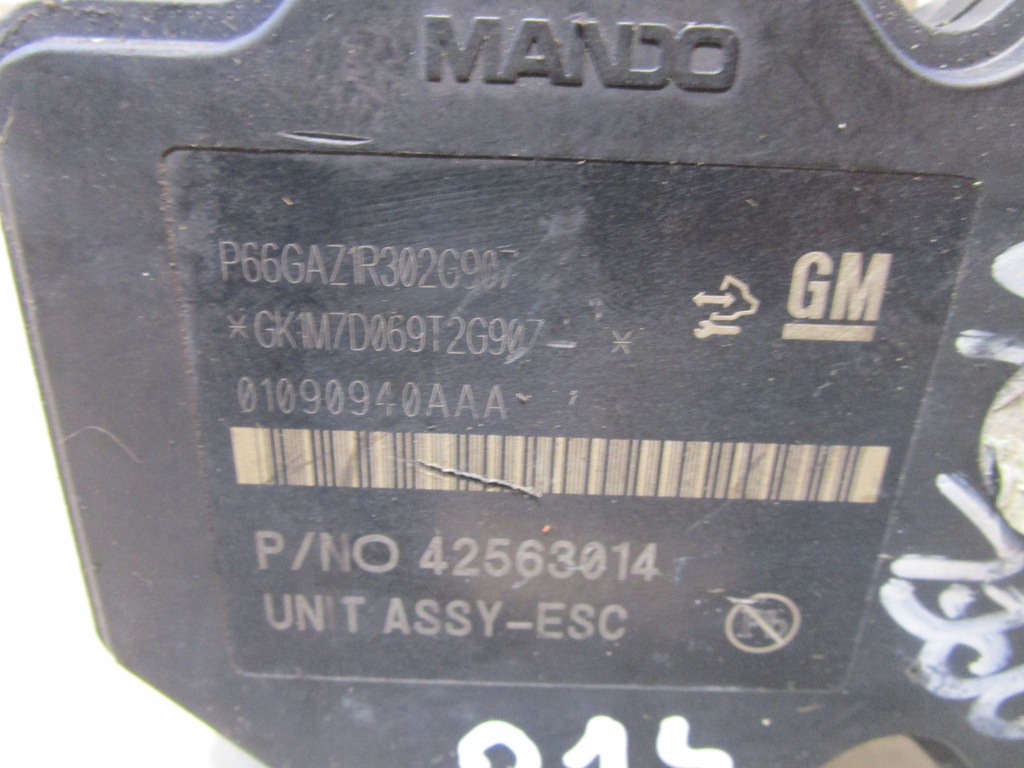 MANDO
P66GAZ1R302G907
*GK1M7D069T2G907 *
GM
01090940AAA
P/NO 42563014
UNIT ASSY-ESC